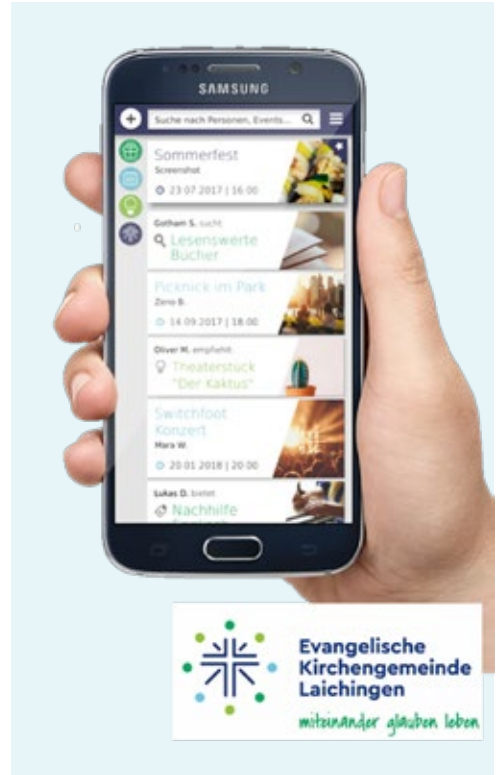 SAMSUNG
Suche nach Personen, Events...
Sommerfest
Screenshot
23.07.2017 | 16:00
Gotham S. sucht
Lesenswerte
Bücher
Picknick im Park
Zeno B.
14.09.2017 | 18:00
Oliver M. empfiehlt
Theaterstück
"Der Kaktus"
Switchfoot
Konzert
Mara W.
20.01.2018 | 20:00
Lukas D. bietet
Nachhilfe
Evangelische
Kirchengemeinde
Laichingen
miteinander glauben leben